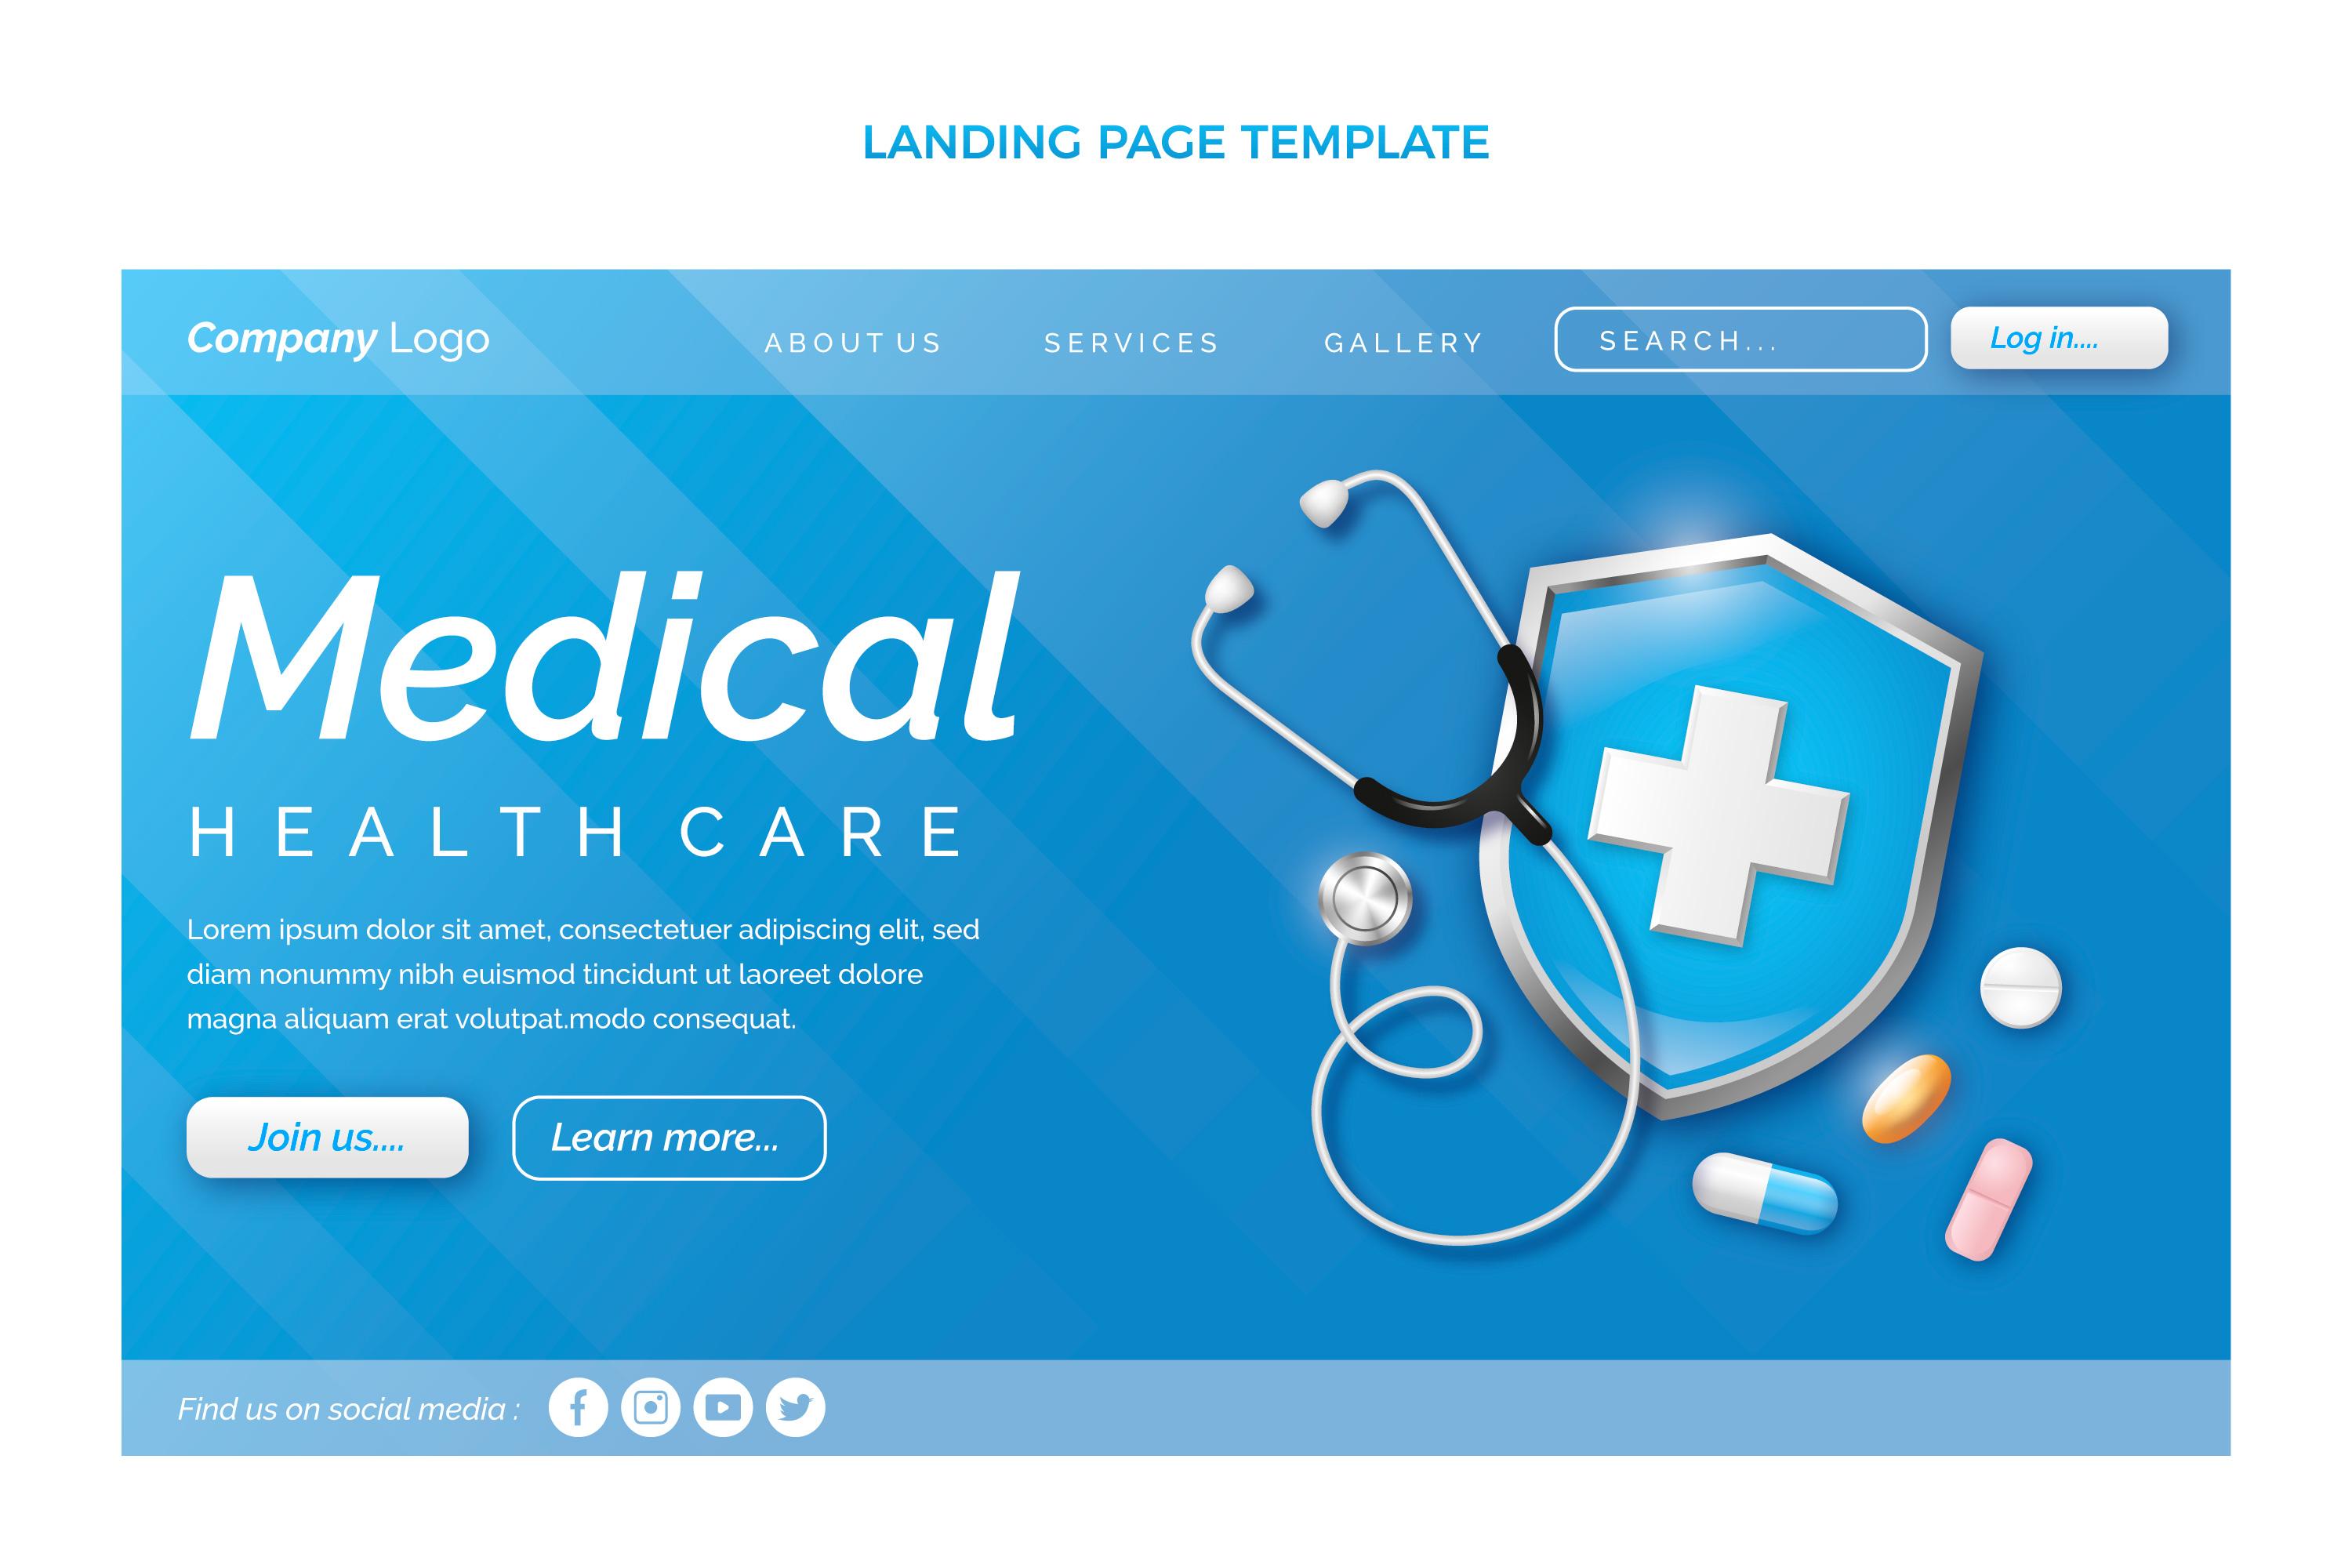 LANDING PAGE TEMPLATE
Company Logo
ABOUT US
SERVICES
GALLERY
SEARCH...
Log in....
Medical
HEALTH CARE
Lorem ipsum dolor sit amet, consectetuer adipiscing elit, sed
diam nonummy nibh euismod tincidunt ut laoreet dolore
magna aliquam erat volutpat.modo consequat.
Join us....
Learn more...
Find us on social media :